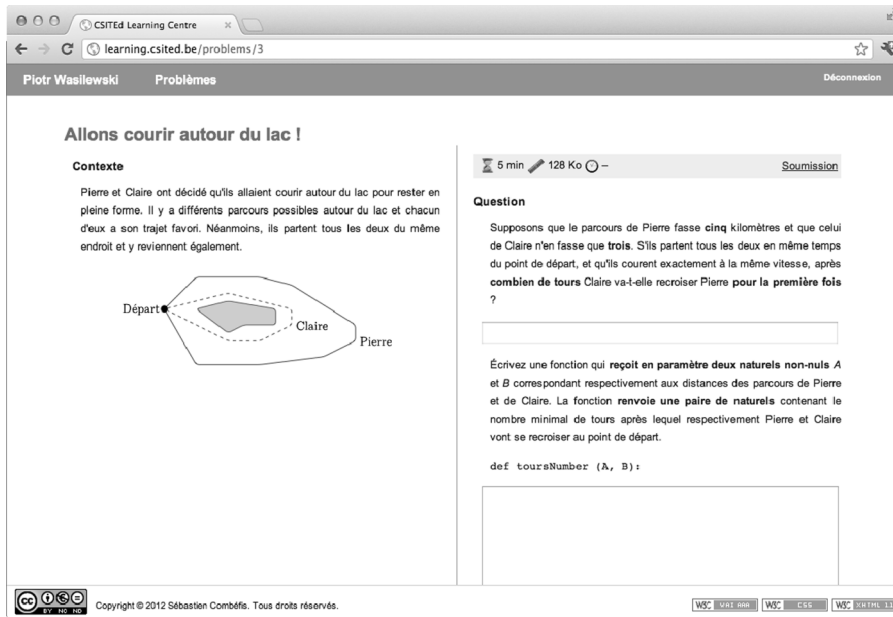 CSITEd Learning Centre
learning.csited.be/problems/3
Piotr Wasilewski Problèmes Déconnexion
Allons courir autour du lac !
Contexte
Pierre et Claire ont décidé qu'ils allaient courir autour du lac pour rester en
pleine forme. Il y a différents parcours possibles autour du lac et chacun
d'eux a son trajet favori. Néanmoins, ils partent tous les deux du même
endroit et y reviennent également.
Départ
Claire
Pierre
5 min 128 Ko –
Soumission
Question
Supposons que le parcours de Pierre fasse cinq kilomètres et que celui
de Claire n'en fasse que trois. S'ils partent tous les deux en même temps
du point de départ, et qu'ils courent exactement à la même vitesse, après
combien de tours Claire va-t-elle recroiser Pierre pour la première fois
?
Écrivez une fonction qui reçoit en paramètre deux naturels non-nuls A
et B correspondant respectivement aux distances des parcours de Pierre
et de Claire. La fonction renvoie une paire de naturels contenant le
nombre minimal de tours après lequel respectivement Pierre et Claire
vont se recroiser au point de départ.
def toursNumber (A, B):
cc BY NC ND
Copyright © 2012 Sébastien Combéfis. Tous droits réservés.
W3C WAI AAA W3C CSS W3C XHTML 11